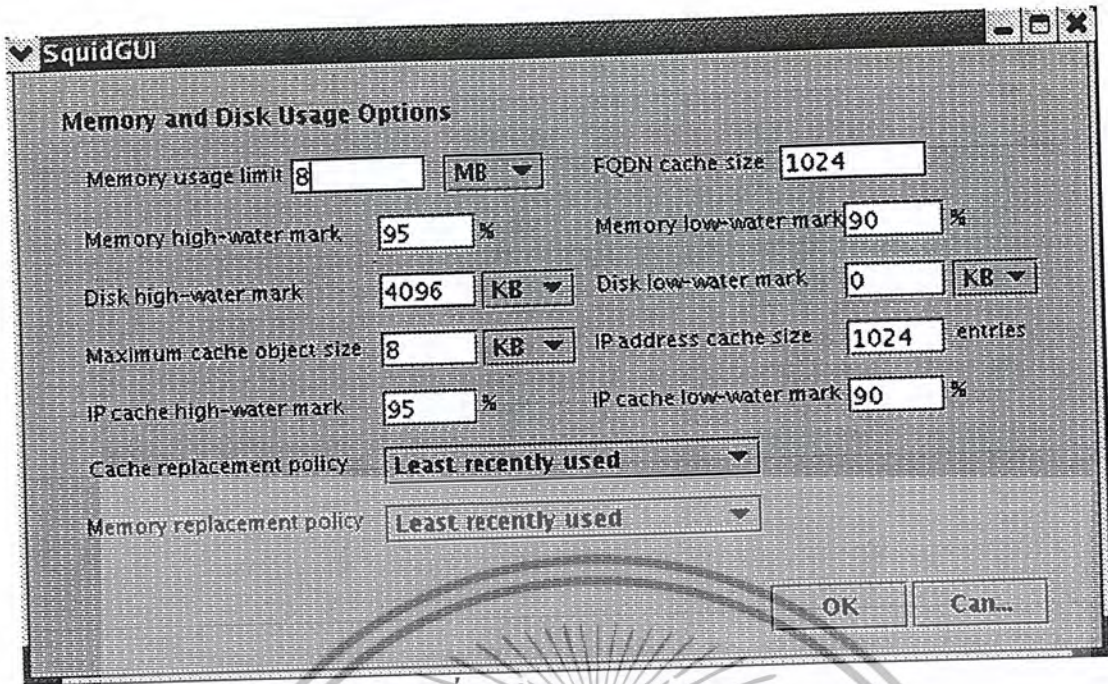 SquidGUI
Memory and Disk Usage Options
Memory usage limit 8 MB FQDN cache size 1024
Memory high-water mark 95 % Memory low-water mark 90 %
Disk high-water mark 4096 KB Disk low-water mark 0 KB
Maximum cache object size 8 KB IP address cache size 1024 entries
IP cache high-water mark 95 % IP cache low-water mark 90 %
Cache replacement policy Least recently used
Memory replacement policy Least recently used
OK Can...